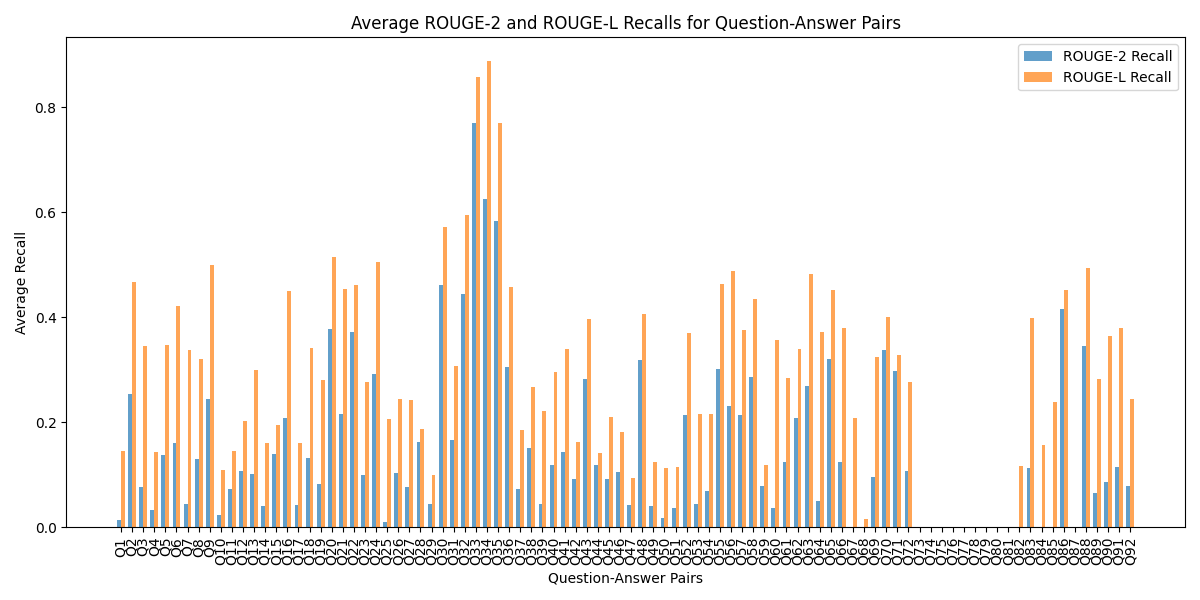 Average ROUGE-2 and ROUGE-L Recalls for Question-Answer Pairs
ROUGE-2 Recall
ROUGE-L Recall
Average Recall
0.8
0.6
0.4
0.2
0.0
Q1
Q2
Q3
Q4
Q5
Q6
Q7
Q8
Q9
Q10
Q11
Q12
Q13
Q14
Q15
Q16
Q17
Q18
Q19
Q20
Q21
Q22
Q23
Q24
Q25
Q26
Q27
Q28
Q29
Q30
Q31
Q32
Q33
Q34
Q35
Q36
Q37
Q38
Q39
Q40
Q41
Q42
Q43
Q44
Q45
Q46
Q47
Q48
Q49
Q50
Q51
Q52
Q53
Q54
Q55
Q56
Q57
Q58
Q59
Q60
Q61
Q62
Q63
Q64
Q65
Q66
Q67
Q68
Q69
Q70
Q71
Q72
Q73
Q74
Q75
Q76
Q77
Q78
Q79
Q80
Q81
Q82
Q83
Q84
Q85
Q86
Q87
Q88
Q89
Q90
Q91
Q92
Question-Answer Pairs